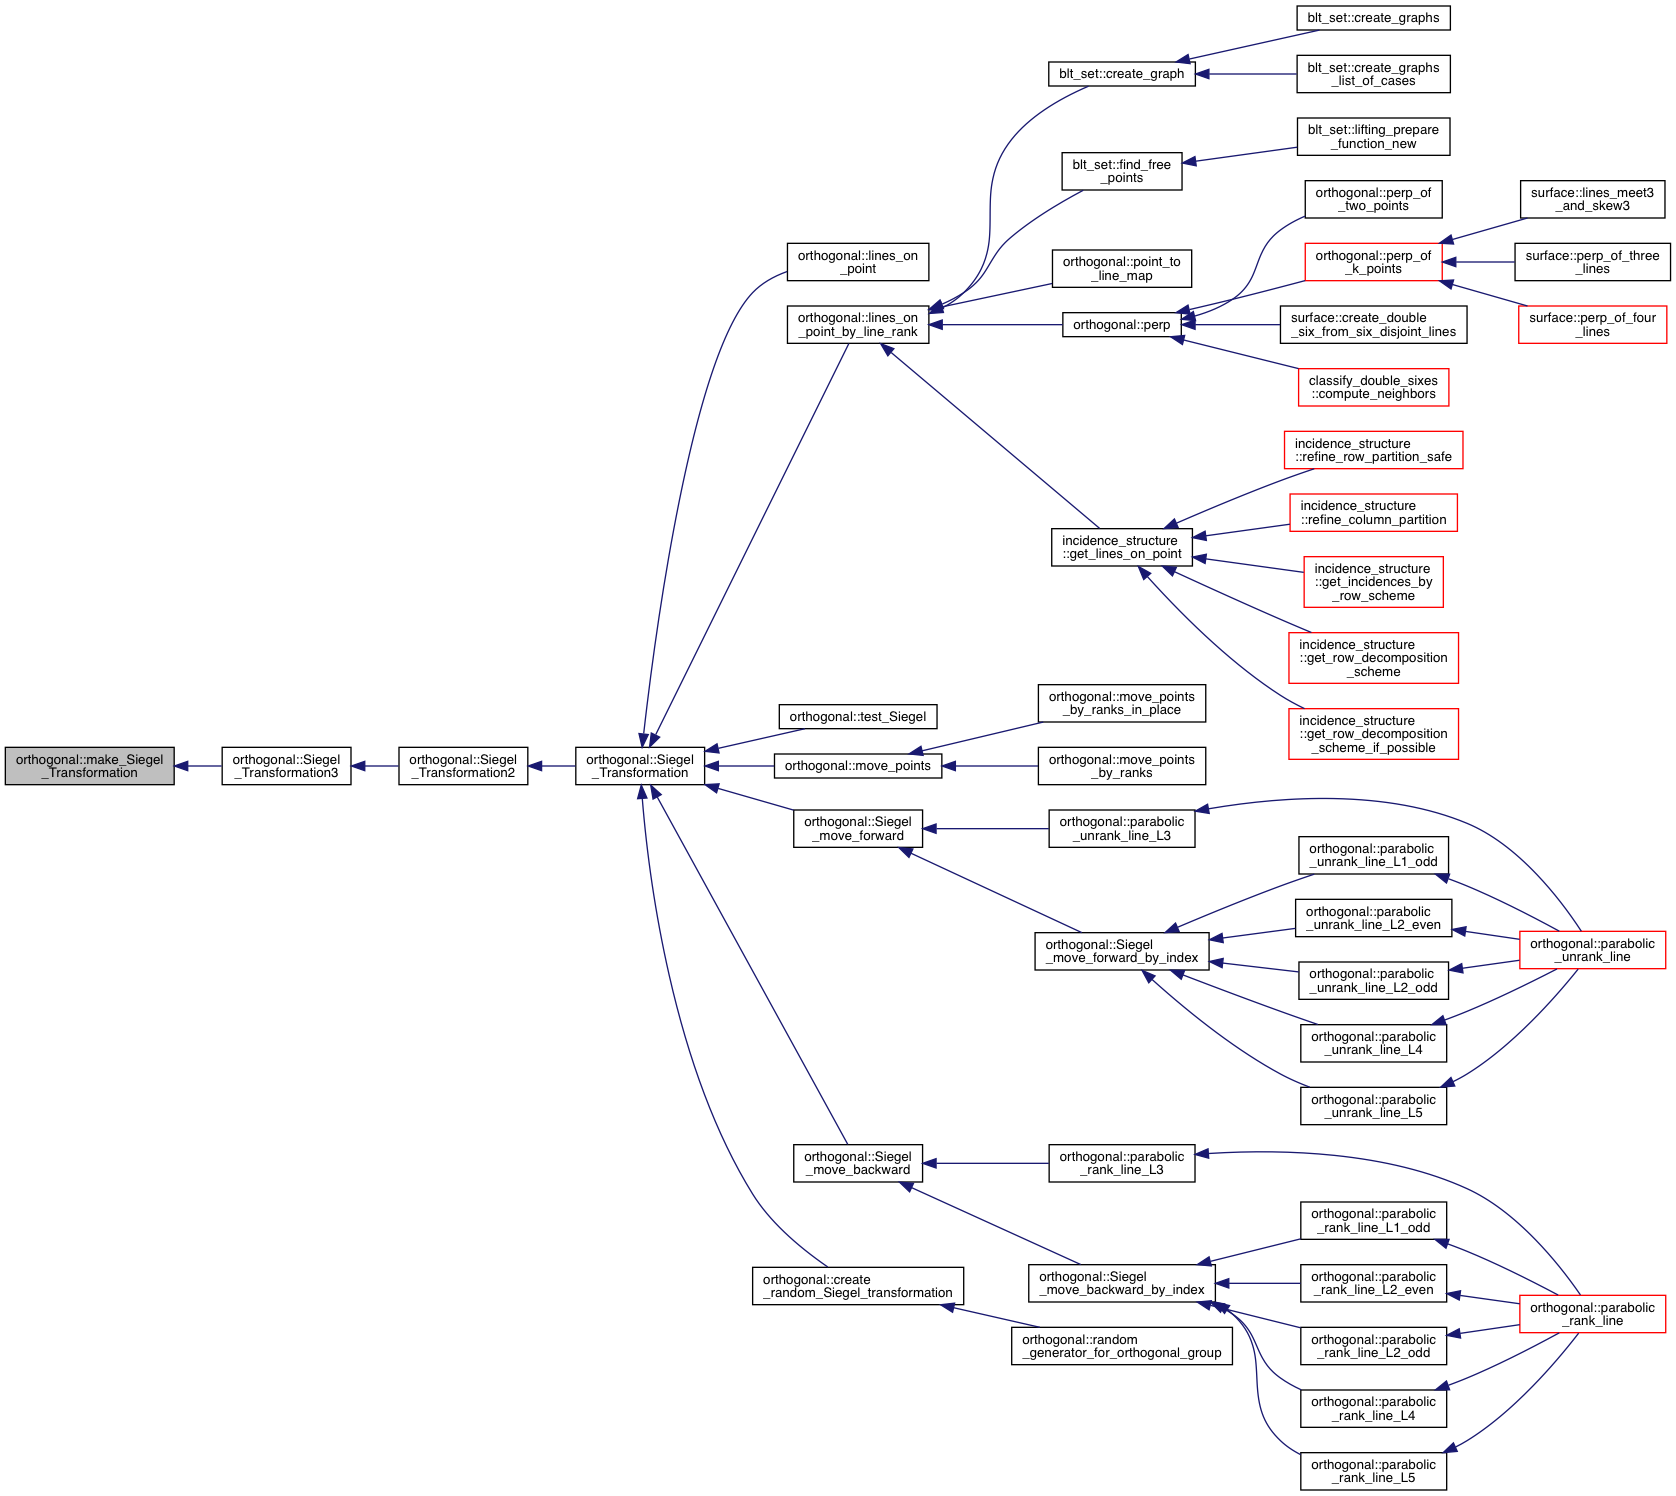 orthogonal::make_Siegel
_Transformation
orthogonal::Siegel
_Transformation3
orthogonal::Siegel
_Transformation2
orthogonal::Siegel
_Transformation
orthogonal::lines_on
_point
orthogonal::lines_on
_point_by_line_rank
blt_set::create_graph
blt_set::create_graphs
blt_set::create_graphs
_list_of_cases
blt_set::find_free
_points
blt_set::lifting_prepare
_function_new
orthogonal::point_to
_line_map
orthogonal::perp
orthogonal::perp_of
_two_points
orthogonal::perp_of
_k_points
surface::lines_meet3
_and_skew3
surface::perp_of_three
_lines
surface::perp_of_four
_lines
surface::create_double
_six_from_six_disjoint_lines
classify_double_sixes
::compute_neighbors
incidence_structure
::get_lines_on_point
incidence_structure
::refine_row_partition_safe
incidence_structure
::refine_column_partition
incidence_structure
::get_incidences_by
_row_scheme
incidence_structure
::get_row_decomposition
_scheme
incidence_structure
::get_row_decomposition
_scheme_if_possible
orthogonal::test_Siegel
orthogonal::move_points
orthogonal::move_points
_by_ranks_in_place
orthogonal::move_points
_by_ranks
orthogonal::Siegel
_move_forward
orthogonal::parabolic
_unrank_line_L3
orthogonal::Siegel
_move_forward_by_index
orthogonal::parabolic
_unrank_line_L1_odd
orthogonal::parabolic
_unrank_line_L2_even
orthogonal::parabolic
_unrank_line_L2_odd
orthogonal::parabolic
_unrank_line_L4
orthogonal::parabolic
_unrank_line_L5
orthogonal::parabolic
_unrank_line
orthogonal::Siegel
_move_backward
orthogonal::parabolic
_rank_line_L3
orthogonal::Siegel
_move_backward_by_index
orthogonal::parabolic
_rank_line_L1_odd
orthogonal::parabolic
_rank_line_L2_even
orthogonal::parabolic
_rank_line_L2_odd
orthogonal::parabolic
_rank_line_L4
orthogonal::parabolic
_rank_line_L5
orthogonal::parabolic
_rank_line
orthogonal::create
_random_Siegel_transformation
orthogonal::random
_generator_for_orthogonal_group